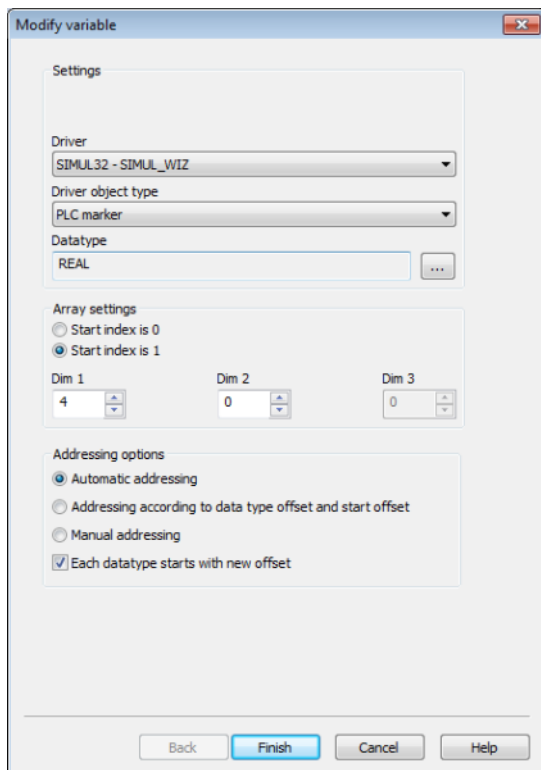 Modify variable
Settings
Driver
SIMUL32 - SIMUL_WIZ
Driver object type
PLC marker
Datatype
REAL
...
Array settings
Start index is 0
Start index is 1
Dim 1 Dim 2 Dim 3
4 0 0
Addressing options
Automatic addressing
Addressing according to data type offset and start offset
Manual addressing
Each datatype starts with new offset
Back Finish Cancel Help